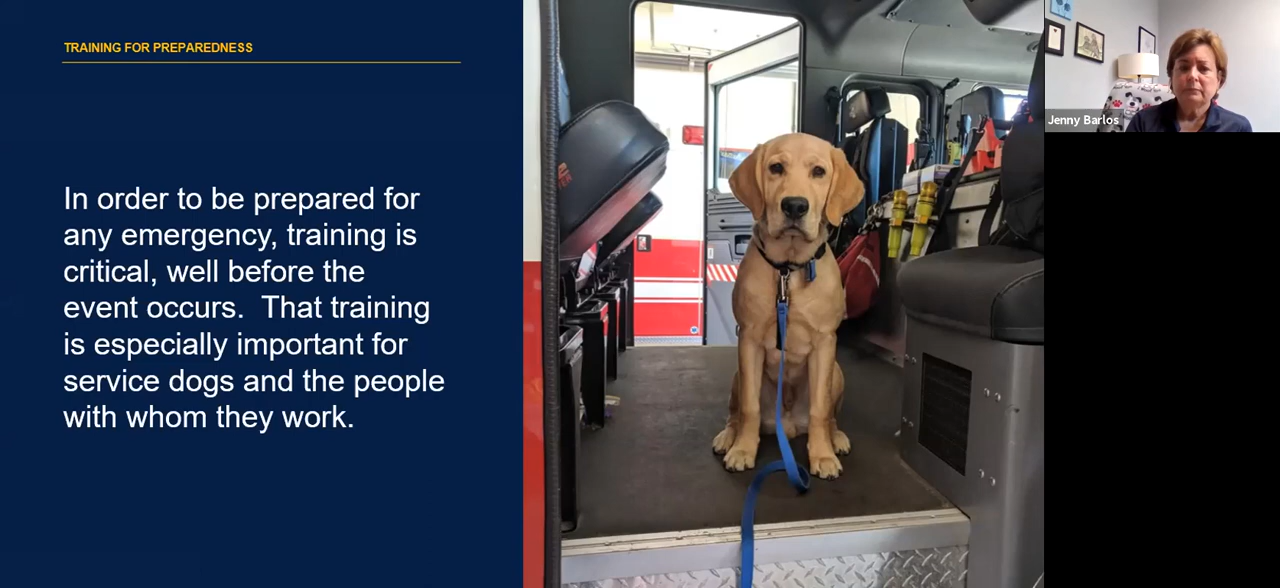 TRAINING FOR PREPAREDNESS
In order to be prepared for
any emergency, training is
critical, well before the
event occurs.  That training
is especially important for
service dogs and the people
with whom they work.
Jenny Barlos